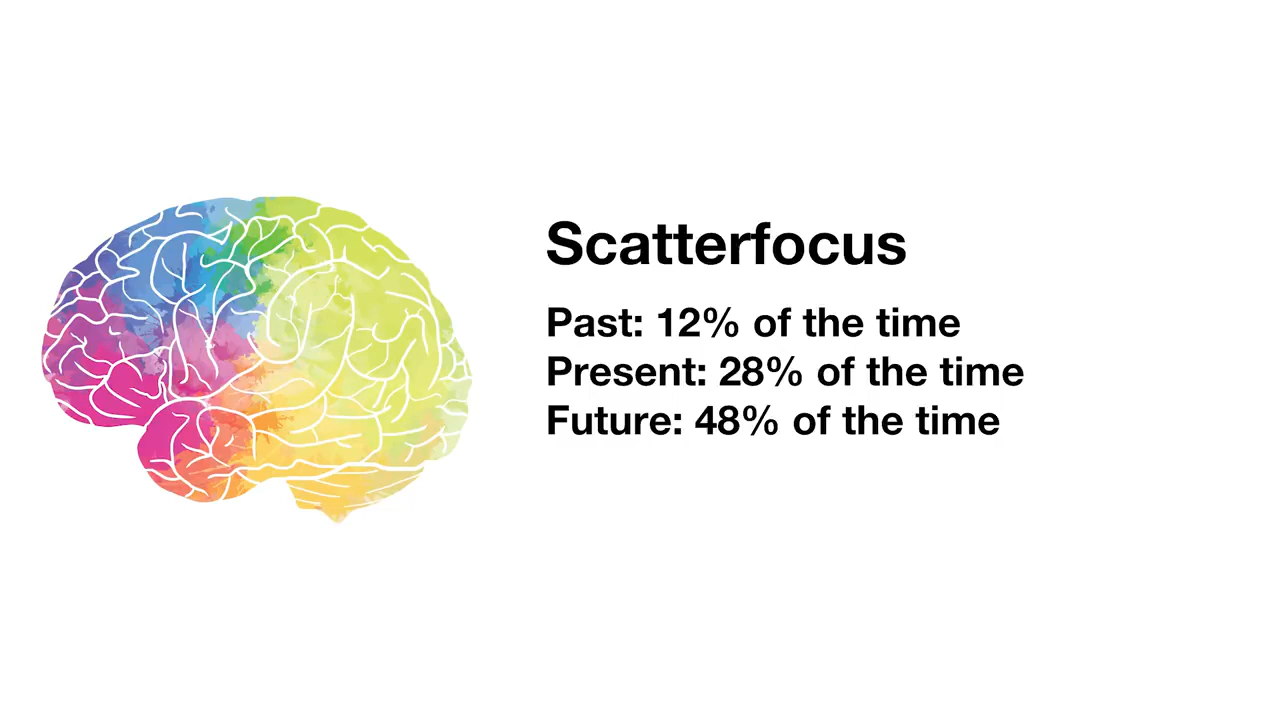 Scatterfocus
Past: 12% of the time
Present: 28% of the time
Future: 48% of the time